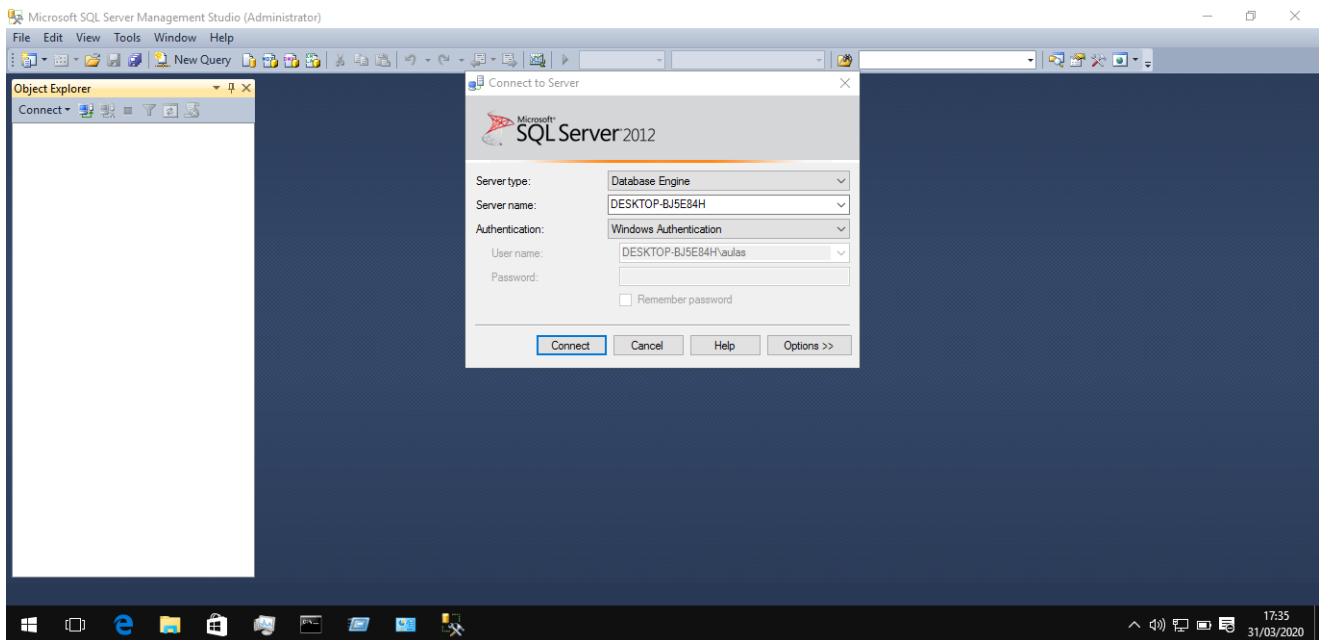 Microsoft SQL Server Management Studio (Administrator)
File Edit View Tools Window Help
New Query
Object Explorer
Connect
Connect to Server
Microsoft
SQL Server 2012
Server type: Database Engine
Server name: DESKTOP-BJ5E84H
Authentication: Windows Authentication
User name: DESKTOP-BJ5E84H\aulas
Password:
Remember password
Connect Cancel Help Options >>
17:35
31/03/2020